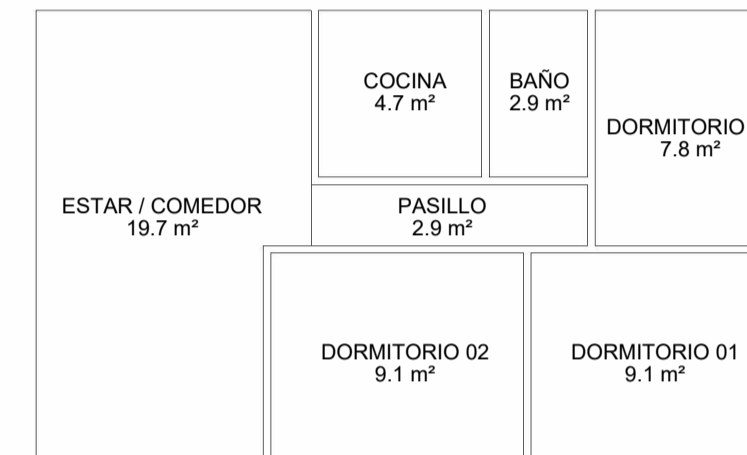 COCINA
4.7 m²
BAÑO
2.9 m²
DORMITORIO
7.8 m²
ESTAR / COMEDOR
19.7 m²
PASILLO
2.9 m²
DORMITORIO 02
9.1 m²
DORMITORIO 01
9.1 m²